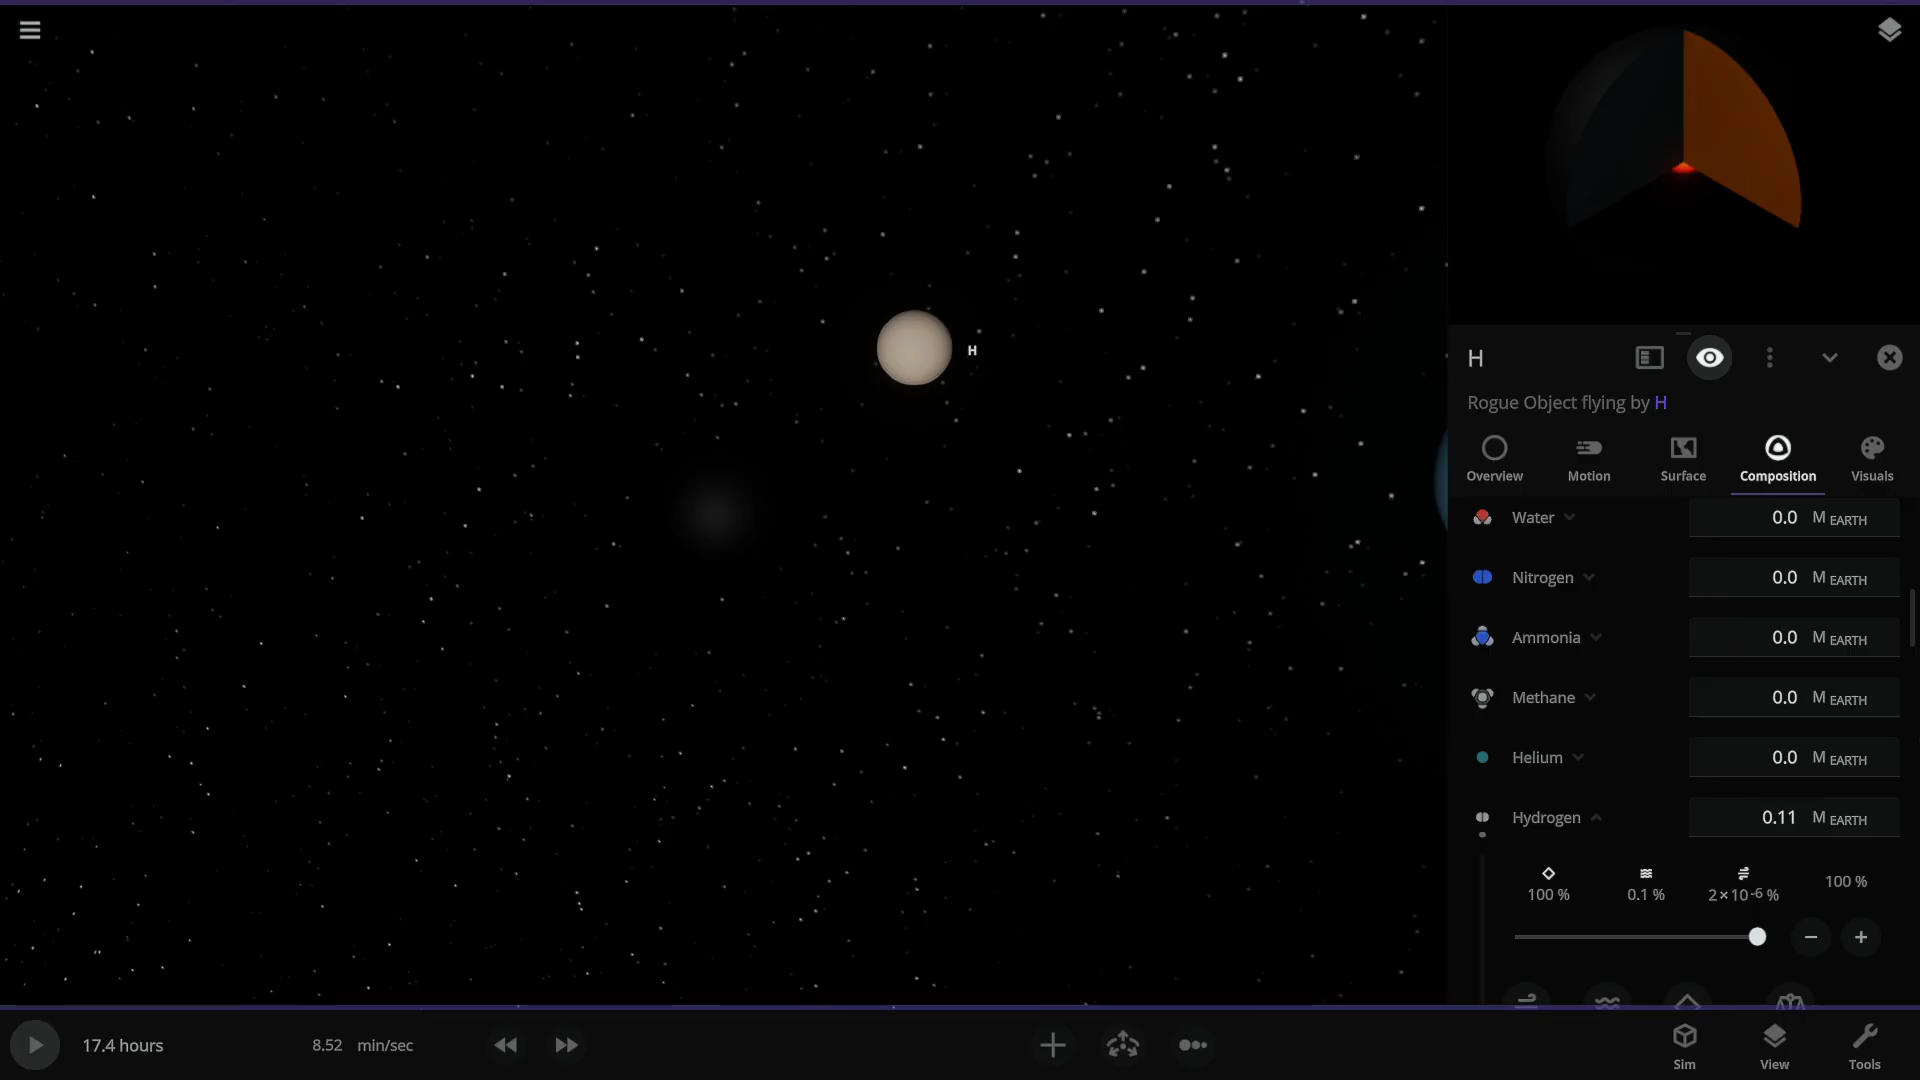 H
H
Rogue Object flying by H
Overview Motion Surface Composition Visuals
Water 0.0 M EARTH
Nitrogen 0.0 M EARTH
Ammonia 0.0 M EARTH
Methane 0.0 M EARTH
Helium 0.0 M EARTH
Hydrogen 0.11 M EARTH
100 % 0.1 % 2×10⁻⁶ % 100 %
17.4 hours 8.52 min/sec
Sim View Tools